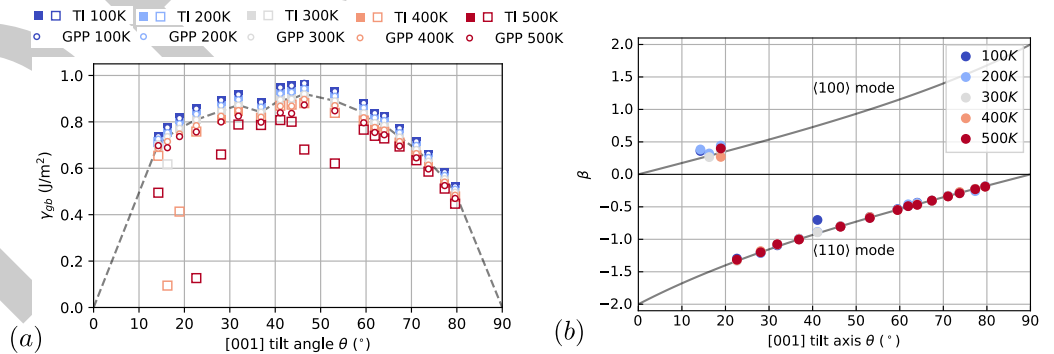 TI 100K TI 200K TI 300K TI 400K TI 500K
GPP 100K GPP 200K GPP 300K GPP 400K GPP 500K
1.0
0.8
0.6
0.4
0.2
0.0
γgb (J/m²)
0 10 20 30 40 50 60 70 80 90
[001] tilt angle θ (°)
(a)
2.0
1.5
1.0
0.5
0.0
−0.5
−1.0
−1.5
−2.0
β
⟨100⟩ mode
⟨110⟩ mode
100K
200K
300K
400K
500K
0 10 20 30 40 50 60 70 80 90
[001] tilt axis θ (°)
(b)